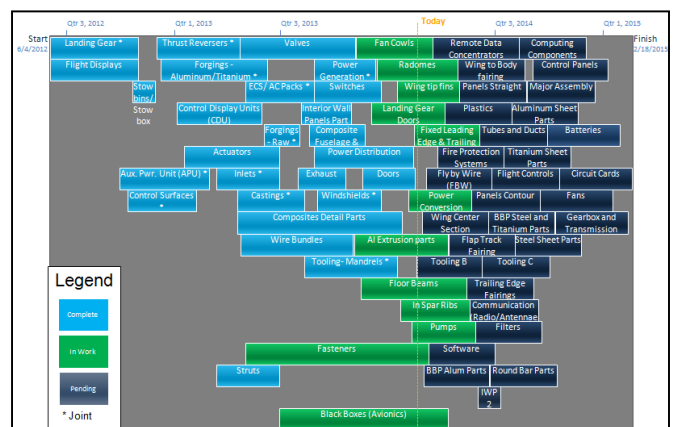 Qtr 3, 2012
Qtr 1, 2013
Qtr 3, 2013
Today
Qtr 3, 2014
Qtr 1, 2015
Start
6/4/2012
Finish
2/18/2015
Landing Gear *
Thrust Reversers *
Valves
Fan Cowls
Remote Data
Concentrators
Computing
Components
Flight Displays
Forgings -
Aluminum/Titanium *
Power
Generation *
Radomes
Wing to Body
fairing
Control Panels
Stow
bins/
Stow
box
ECS/ AC Packs *
Switches
Wing tip fins
Panels Straight
Major Assembly
Control Display Units
(CDU)
Interior Wall
Panels Part
Landing Gear
Doors
Plastics
Aluminum Sheet
Parts
Forgings
- Raw *
Composite
Fuselage &
Fixed Leading
Edge & Trailing
Tubes and Ducts
Batteries
Actuators
Power Distribution
Fire Protection
Systems
Titanium Sheet
Parts
Aux. Pwr. Unit (APU) *
Inlets *
Exhaust
Doors
Fly by Wire
(FBW)
Flight Controls
Circuit Cards
Control Surfaces
*
Castings *
Windshields *
Power
Conversion
Panels Contour
Fans
Composites Detail Parts
Wing Center
Section
BBP Steel and
Titanium Parts
Gearbox and
Transmission
Wire Bundles
Al Extrusion parts
Flap Track
Fairing
Steel Sheet Parts
Tooling- Mandrels *
Tooling B
Tooling C
Floor Beams
Trailing Edge
Fairings
In Spar Ribs
Communication
(Radio/Antennae
Pumps
Filters
Fasteners
Software
Struts
BBP Alum Parts
Round Bar Parts
IWP
2
Black Boxes (Avionics)
Legend
Complete
In Work
Pending
* Joint